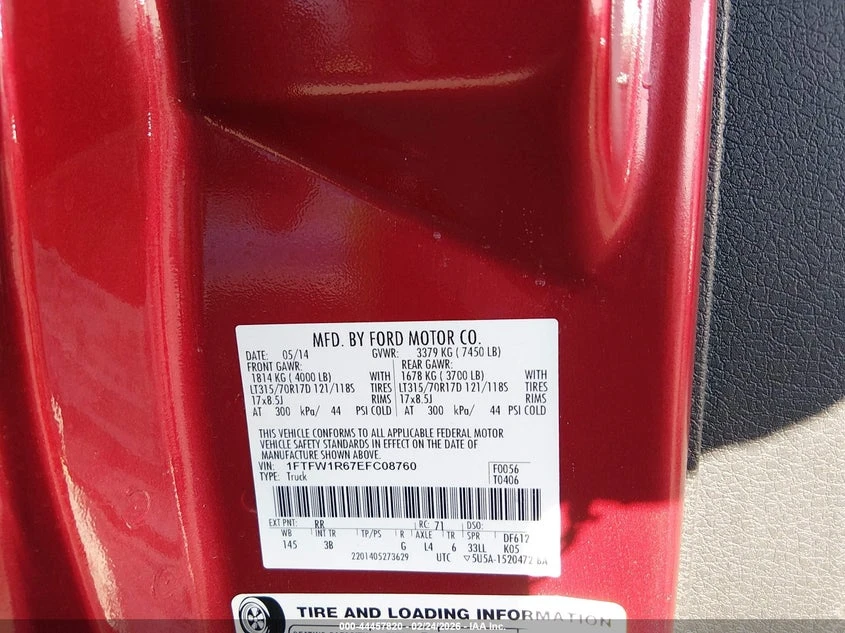 MFD. BY FORD MOTOR CO.
DATE: 05/14 GVWR: 3379 KG ( 7450 LB)
FRONT GAWR: REAR GAWR:
1814 KG ( 4000 LB) WITH 1678 KG ( 3700 LB) WITH
LT315/70R17D 121/118S TIRES LT315/70R17D 121/118S TIRES
17x8.5J RIMS 17x8.5J RIMS
AT 300 kPa/ 44 PSI COLD AT 300 kPa/ 44 PSI COLD
THIS VEHICLE CONFORMS TO ALL APPLICABLE FEDERAL MOTOR
VEHICLE SAFETY STANDARDS IN EFFECT ON THE DATE OF
MANUFACTURE SHOWN ABOVE.
VIN: 1FTFW1R67EFC08760 F0056
TYPE: Truck T0406
EXT PNT: RR RC: 71 DSO:
WB INT TR TP/PS R AXLE TR SPR DF612
145 3B G L4 6 33LL K05
2201405273629 UTC ▽5U5A-1520472-BA
TIRE AND LOADING INFORMATION
000-44457820 - 02/24/2026 - IAA Inc.